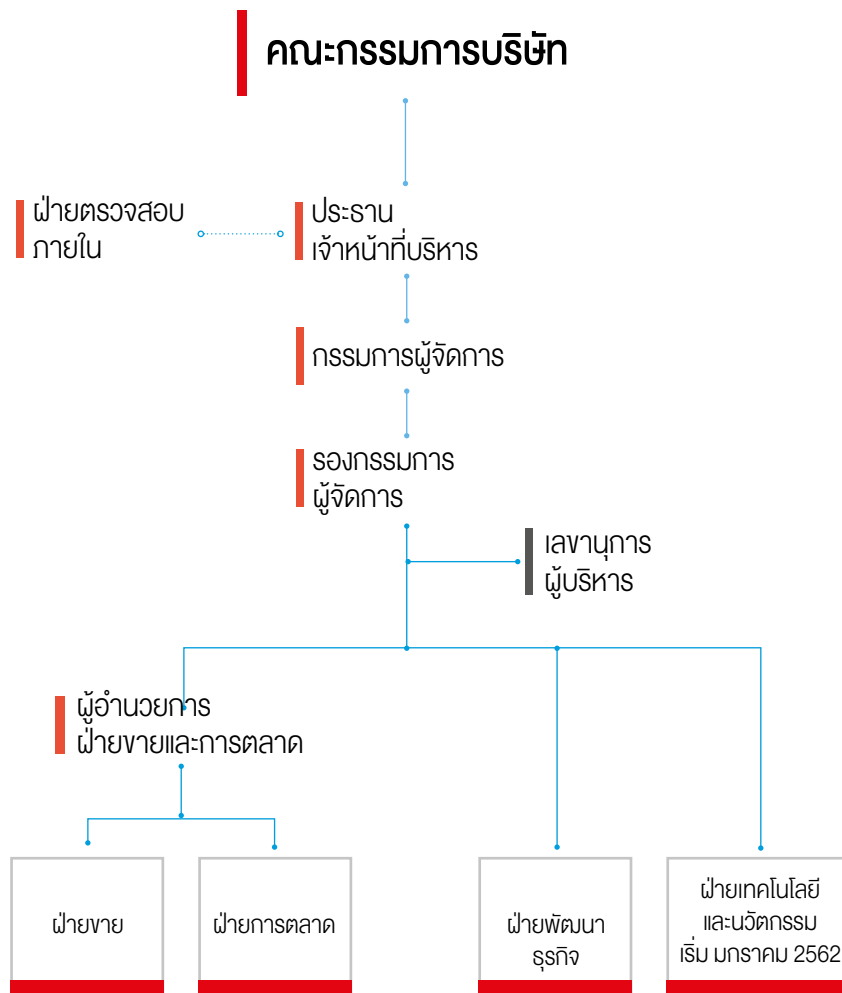 คณะกรรมการบริษัท
ฝ่ายตรวจสอบ
ภายใน
ประธาน
เจ้าหน้าที่บริหาร
กรรมการผู้จัดการ
รองกรรมการ
ผู้จัดการ
เลขานุการ
ผู้บริหาร
ผู้อำนวยการ
ฝ่ายขายและการตลาด
ฝ่ายขาย
ฝ่ายการตลาด
ฝ่ายพัฒนา
ธุรกิจ
ฝ่ายเทคโนโลยี
และนวัตกรรม
เริ่ม มกราคม 2562